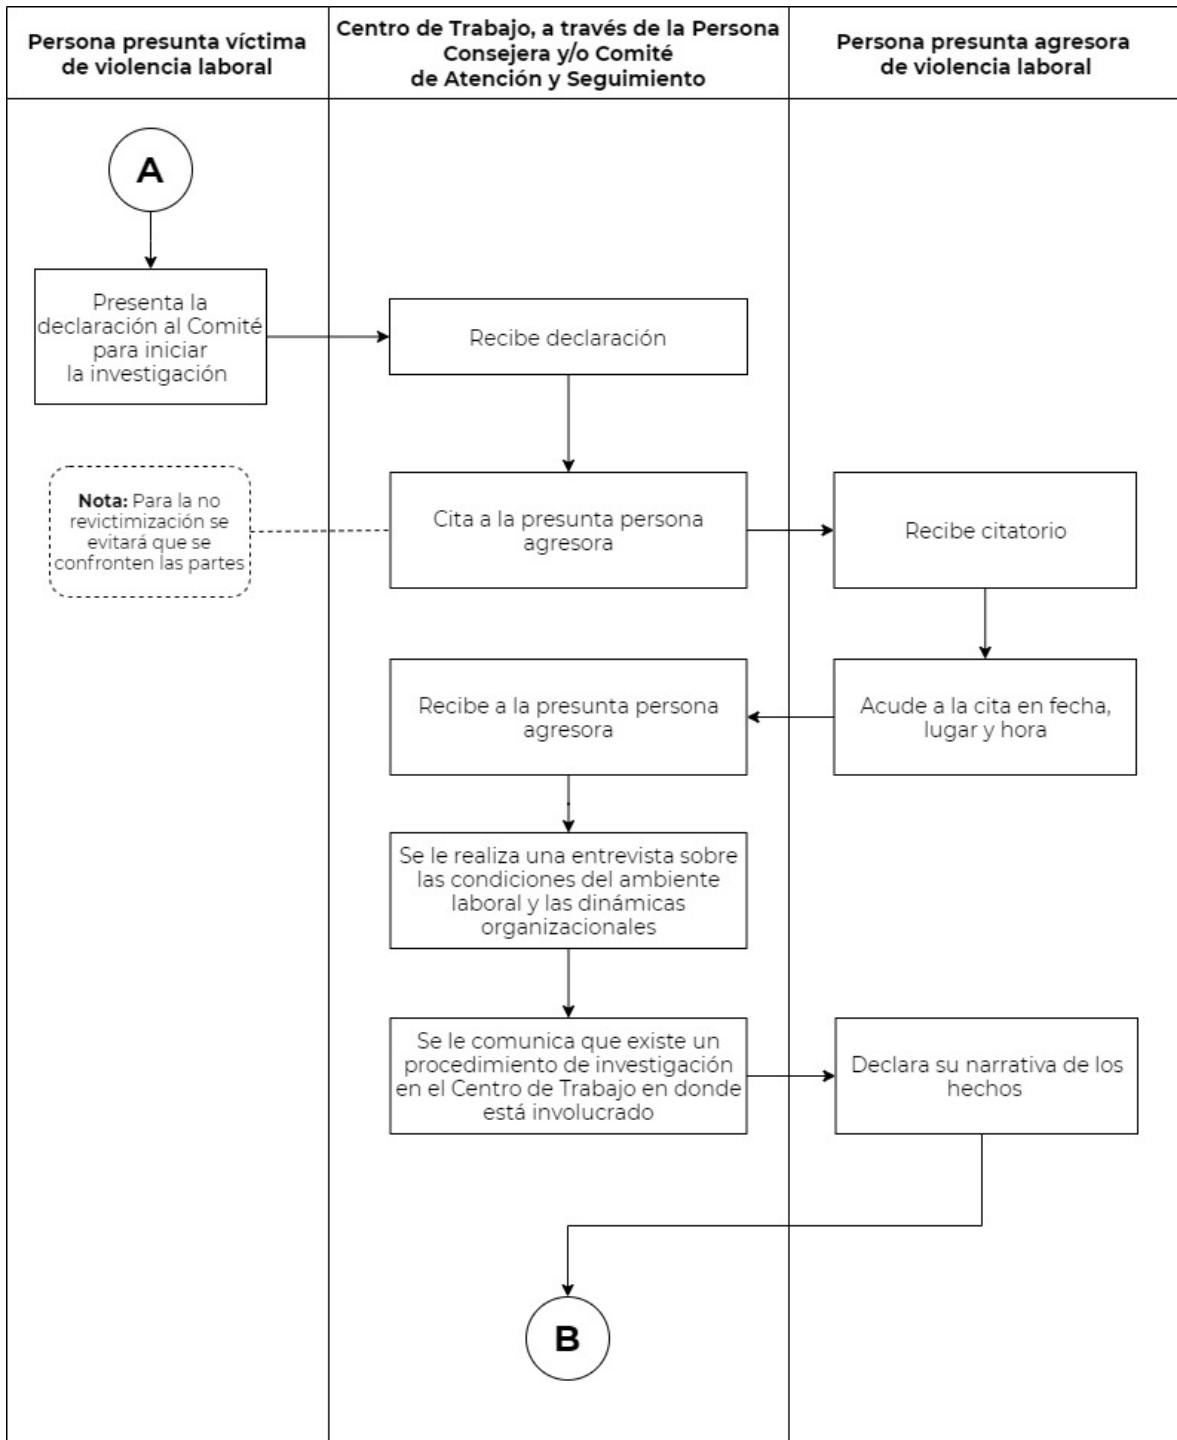 Persona presunta víctima
de violencia laboral
Centro de Trabajo, a través de la Persona
Consejera y/o Comité
de Atención y Seguimiento
Persona presunta agresora
de violencia laboral
A
Presenta la
declaración al Comité
para iniciar
la investigación
Recibe declaración
Nota: Para la no
revictimización se
evitará que se
confronten las partes
Cita a la presunta persona
agresora
Recibe citatorio
Recibe a la presunta persona
agresora
Acude a la cita en fecha,
lugar y hora
Se le realiza una entrevista sobre
las condiciones del ambiente
laboral y las dinámicas
organizacionales
Se le comunica que existe un
procedimiento de investigación
en el Centro de Trabajo en donde
está involucrado
Declara su narrativa de los
hechos
B